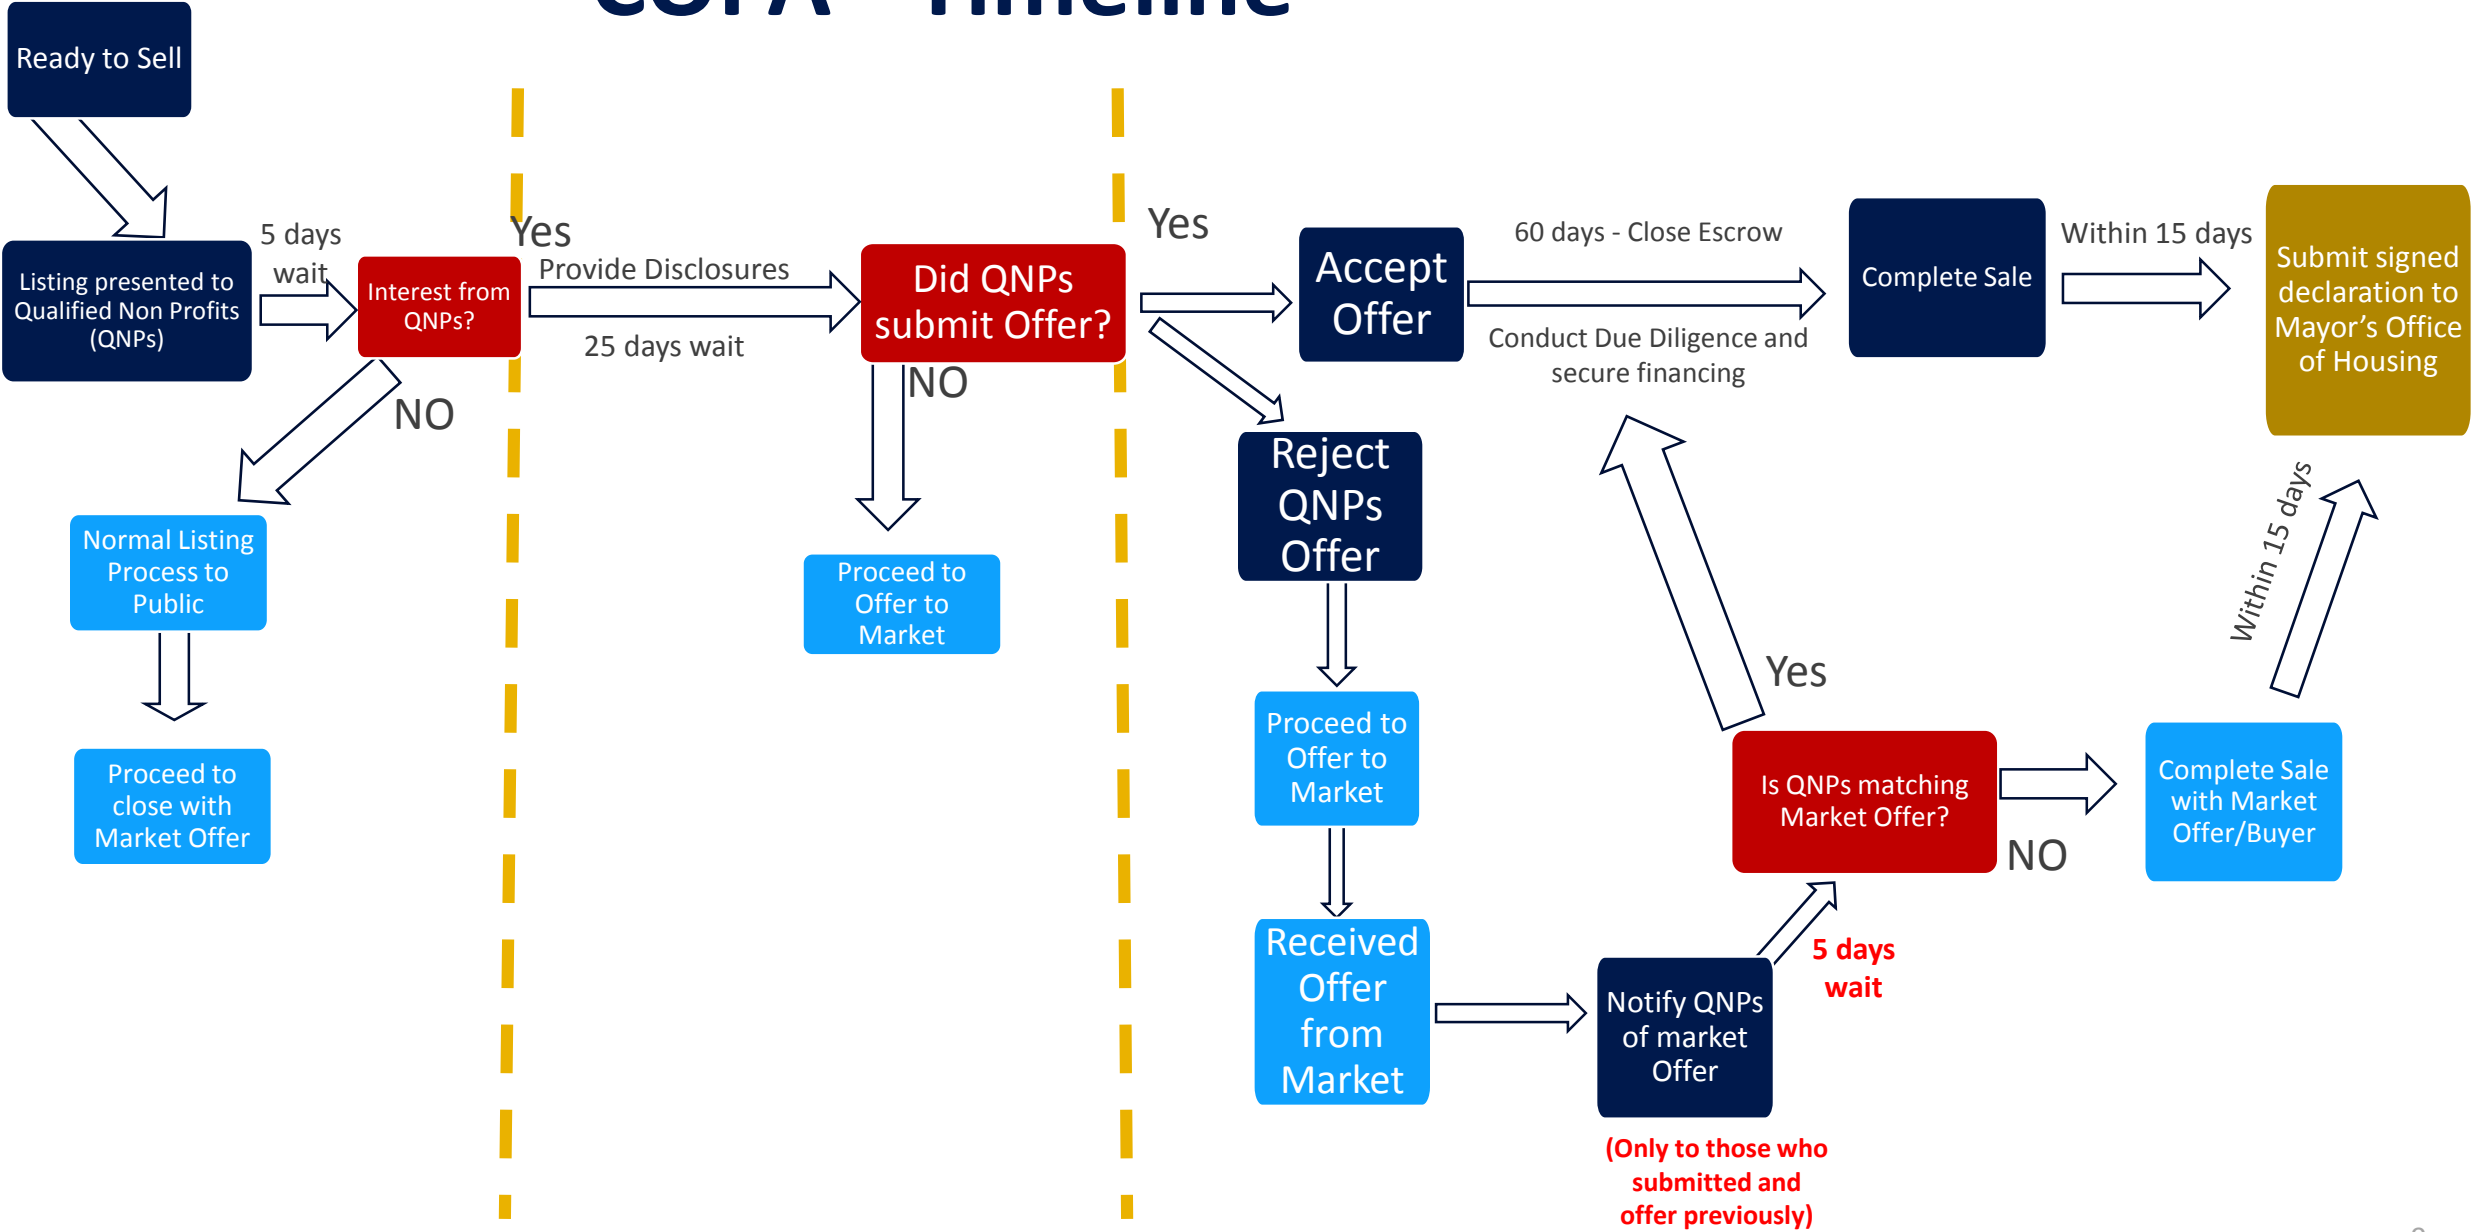 COPA - Timeline
Ready to Sell
Listing presented to
Qualified Non Profits
(QNPs)
5 days
wait
Interest from
QNPs?
Yes
Provide Disclosures
25 days wait
NO
Normal Listing
Process to
Public
Proceed to
close with
Market Offer
Did QNPs
submit Offer?
NO
Proceed to
Offer to
Market
Yes
Accept
Offer
60 days - Close Escrow
Conduct Due Diligence and
secure financing
Complete Sale
Within 15 days
Submit signed
declaration to
Mayor's Office
of Housing
Reject
QNPs
Offer
Proceed to
Offer to
Market
Received
Offer
from
Market
Notify QNPs
of market
Offer
(Only to those who
submitted and
offer previously)
5 days
wait
Is QNPs matching
Market Offer?
Yes
NO
Complete Sale
with Market
Offer/Buyer
Within 15 days